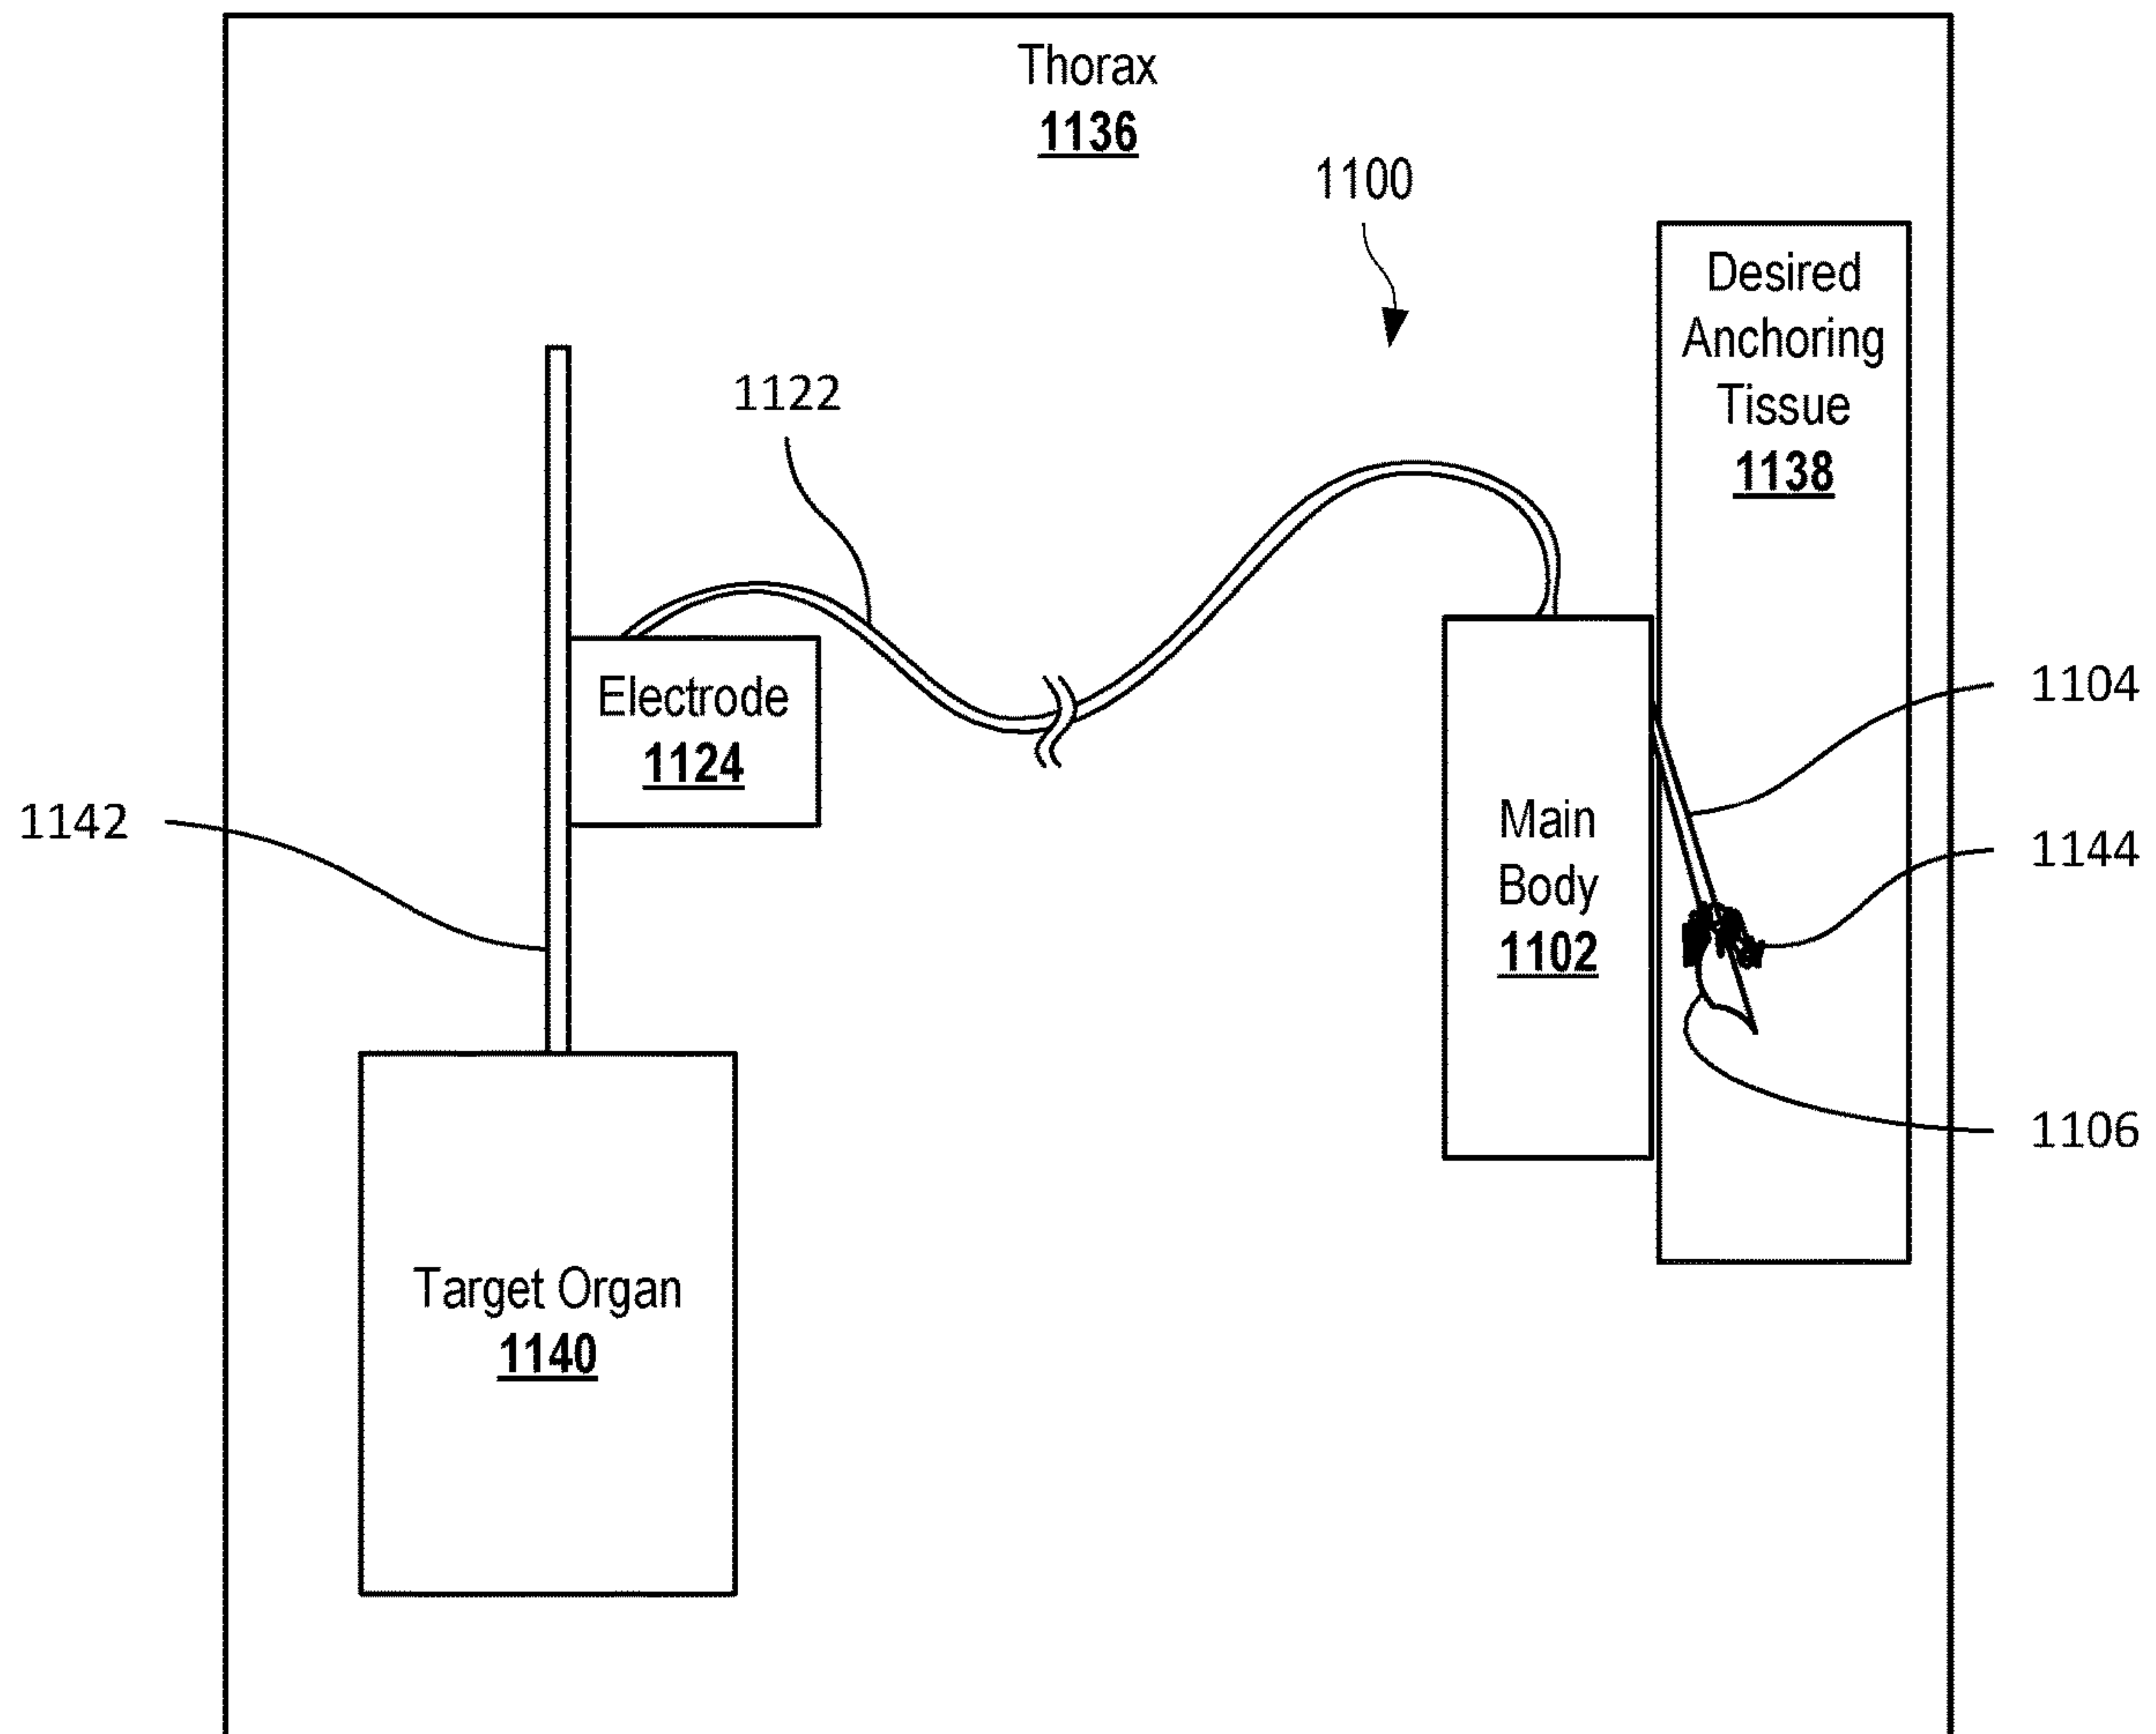 Thorax
1136
1100
Desired
Anchoring
Tissue
1138
1122
Electrode
1124
1104
1142
Main
Body
1102
1144
1106
Target Organ
1140